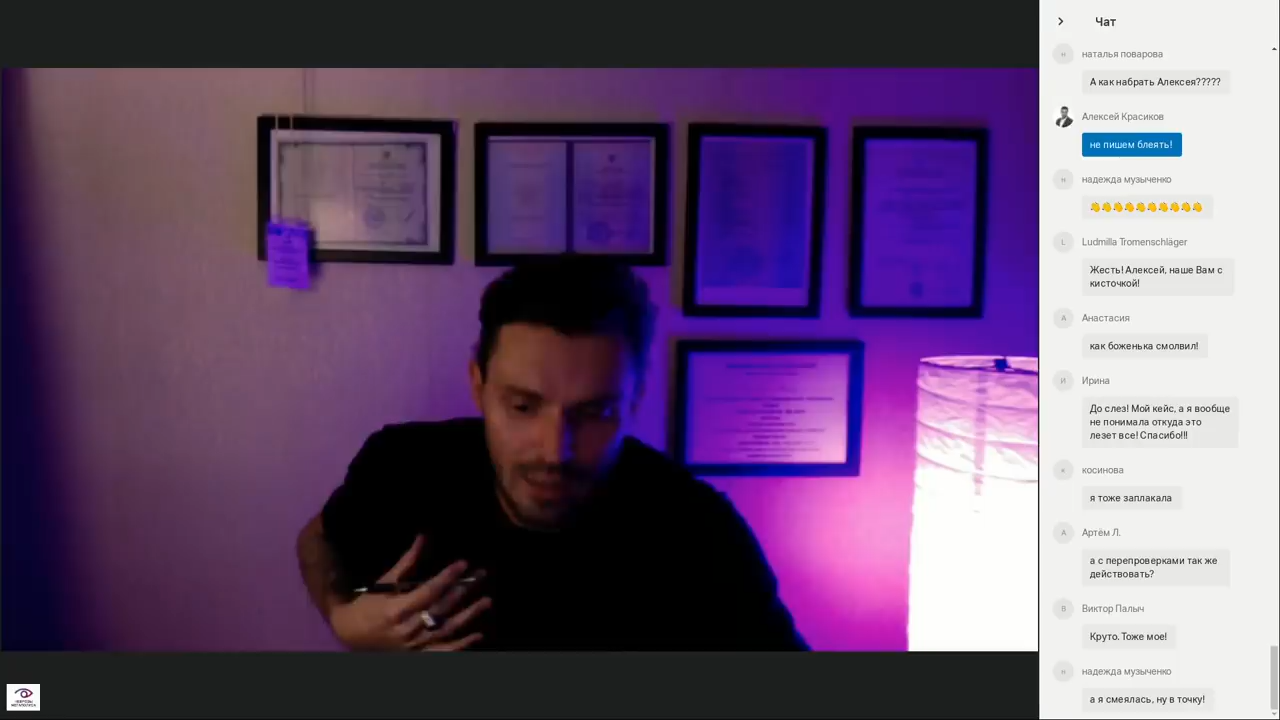 Чат
наталья поварова
А как набрать Алексея?????
Алексей Красиков
не пишем блеять!
надежда музыченко
Ludmilla Tromenschläger
Жесть! Алексей, наше Вам с
кисточкой!
Анастасия
как боженька смолвил!
Ирина
До слез! Мой кейс, а я вообще
не понимала откуда это
лезет все! Спасибо!!!
косинова
я тоже заплакала
Артём Л.
а с перепроверками так же
действовать?
Виктор Палыч
Круто. Тоже мое!
надежда музыченко
а я смеялась, ну в точку!